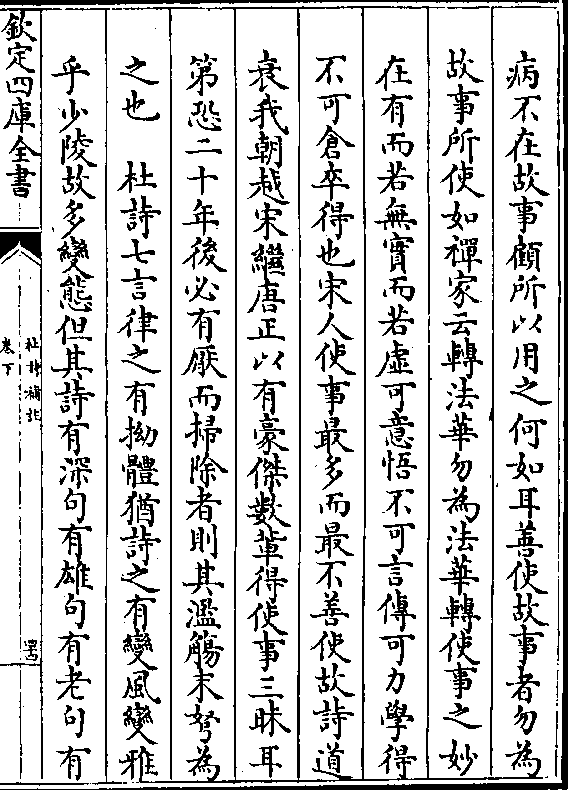 病不在故事顧所以用之何如耳善使故事者勿為
故事所使如禪家云轉法華勿為法華轉使事之妙
在有而若無實而若虚可意悟不可言傳可力學得
不可倉卒得也宋人使事最多而最不善使故詩道
衰我朝越宋繼唐正以有豪傑數軰得使事三昧耳
第恐二十年後必有厭而掃除者則其濫觴末弩為
之也　杜詩七言律之有拗體猶詩之有變風變雅
乎少陵故多變態但其詩有深句有雄句有老句有
欽定四庫全書
杜詩攟
卷下